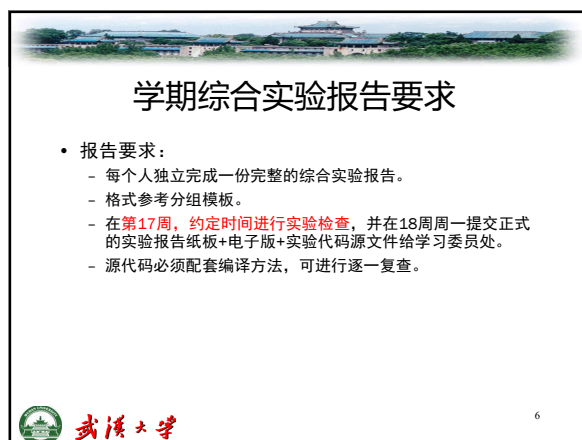 学期综合实验报告要求
• 报告要求：
– 每个人独立完成一份完整的综合实验报告。
– 格式参考分组模板。
– 在第17周，约定时间进行实验检查，并在18周周一提交正式
的实验报告纸板+电子版+实验代码源文件给学习委员处。
– 源代码必须配套编译方法，可进行逐一复查。
武漢大学
6